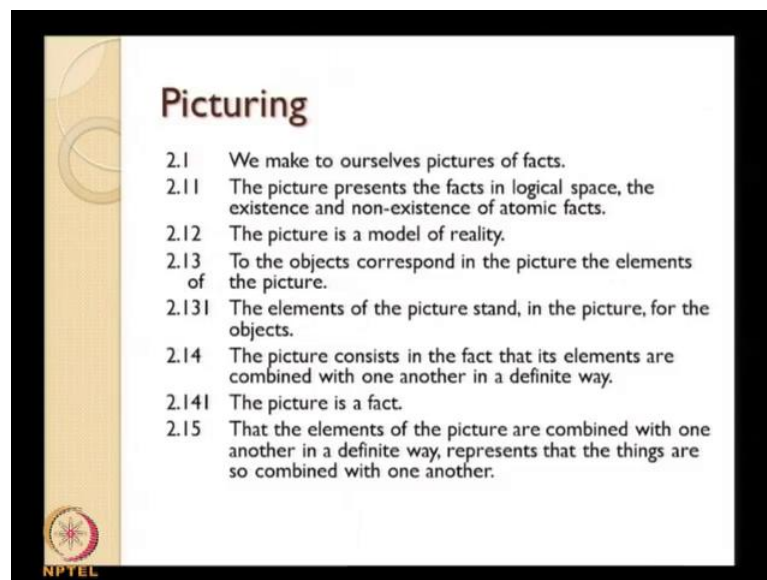 Picturing
2.1 We make to ourselves pictures of facts.
2.11 The picture presents the facts in logical space, the
existence and non-existence of atomic facts.
2.12 The picture is a model of reality.
2.13 To the objects correspond in the picture the elements
of the picture.
2.131 The elements of the picture stand, in the picture, for the
objects.
2.14 The picture consists in the fact that its elements are
combined with one another in a definite way.
2.141 The picture is a fact.
2.15 That the elements of the picture are combined with one
another in a definite way, represents that the things are
so combined with one another.
NPTEL